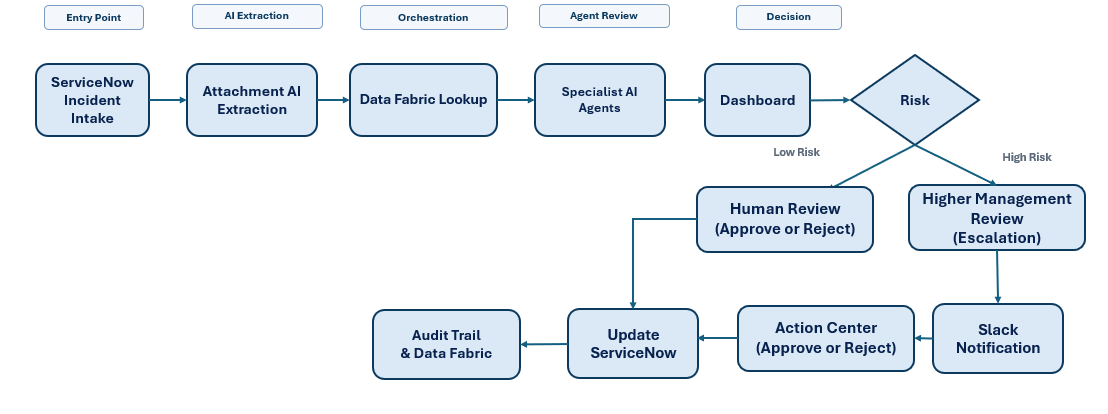 Entry Point
AI Extraction
Orchestration
Agent Review
Decision
ServiceNow
Incident
Intake
Attachment AI
Extraction
Data Fabric Lookup
Specialist AI
Agents
Dashboard
Risk
Low Risk
High Risk
Human Review
(Approve or Reject)
Higher Management
Review
(Escalation)
Audit Trail
& Data Fabric
Update
ServiceNow
Action Center
(Approve or Reject)
Slack
Notification